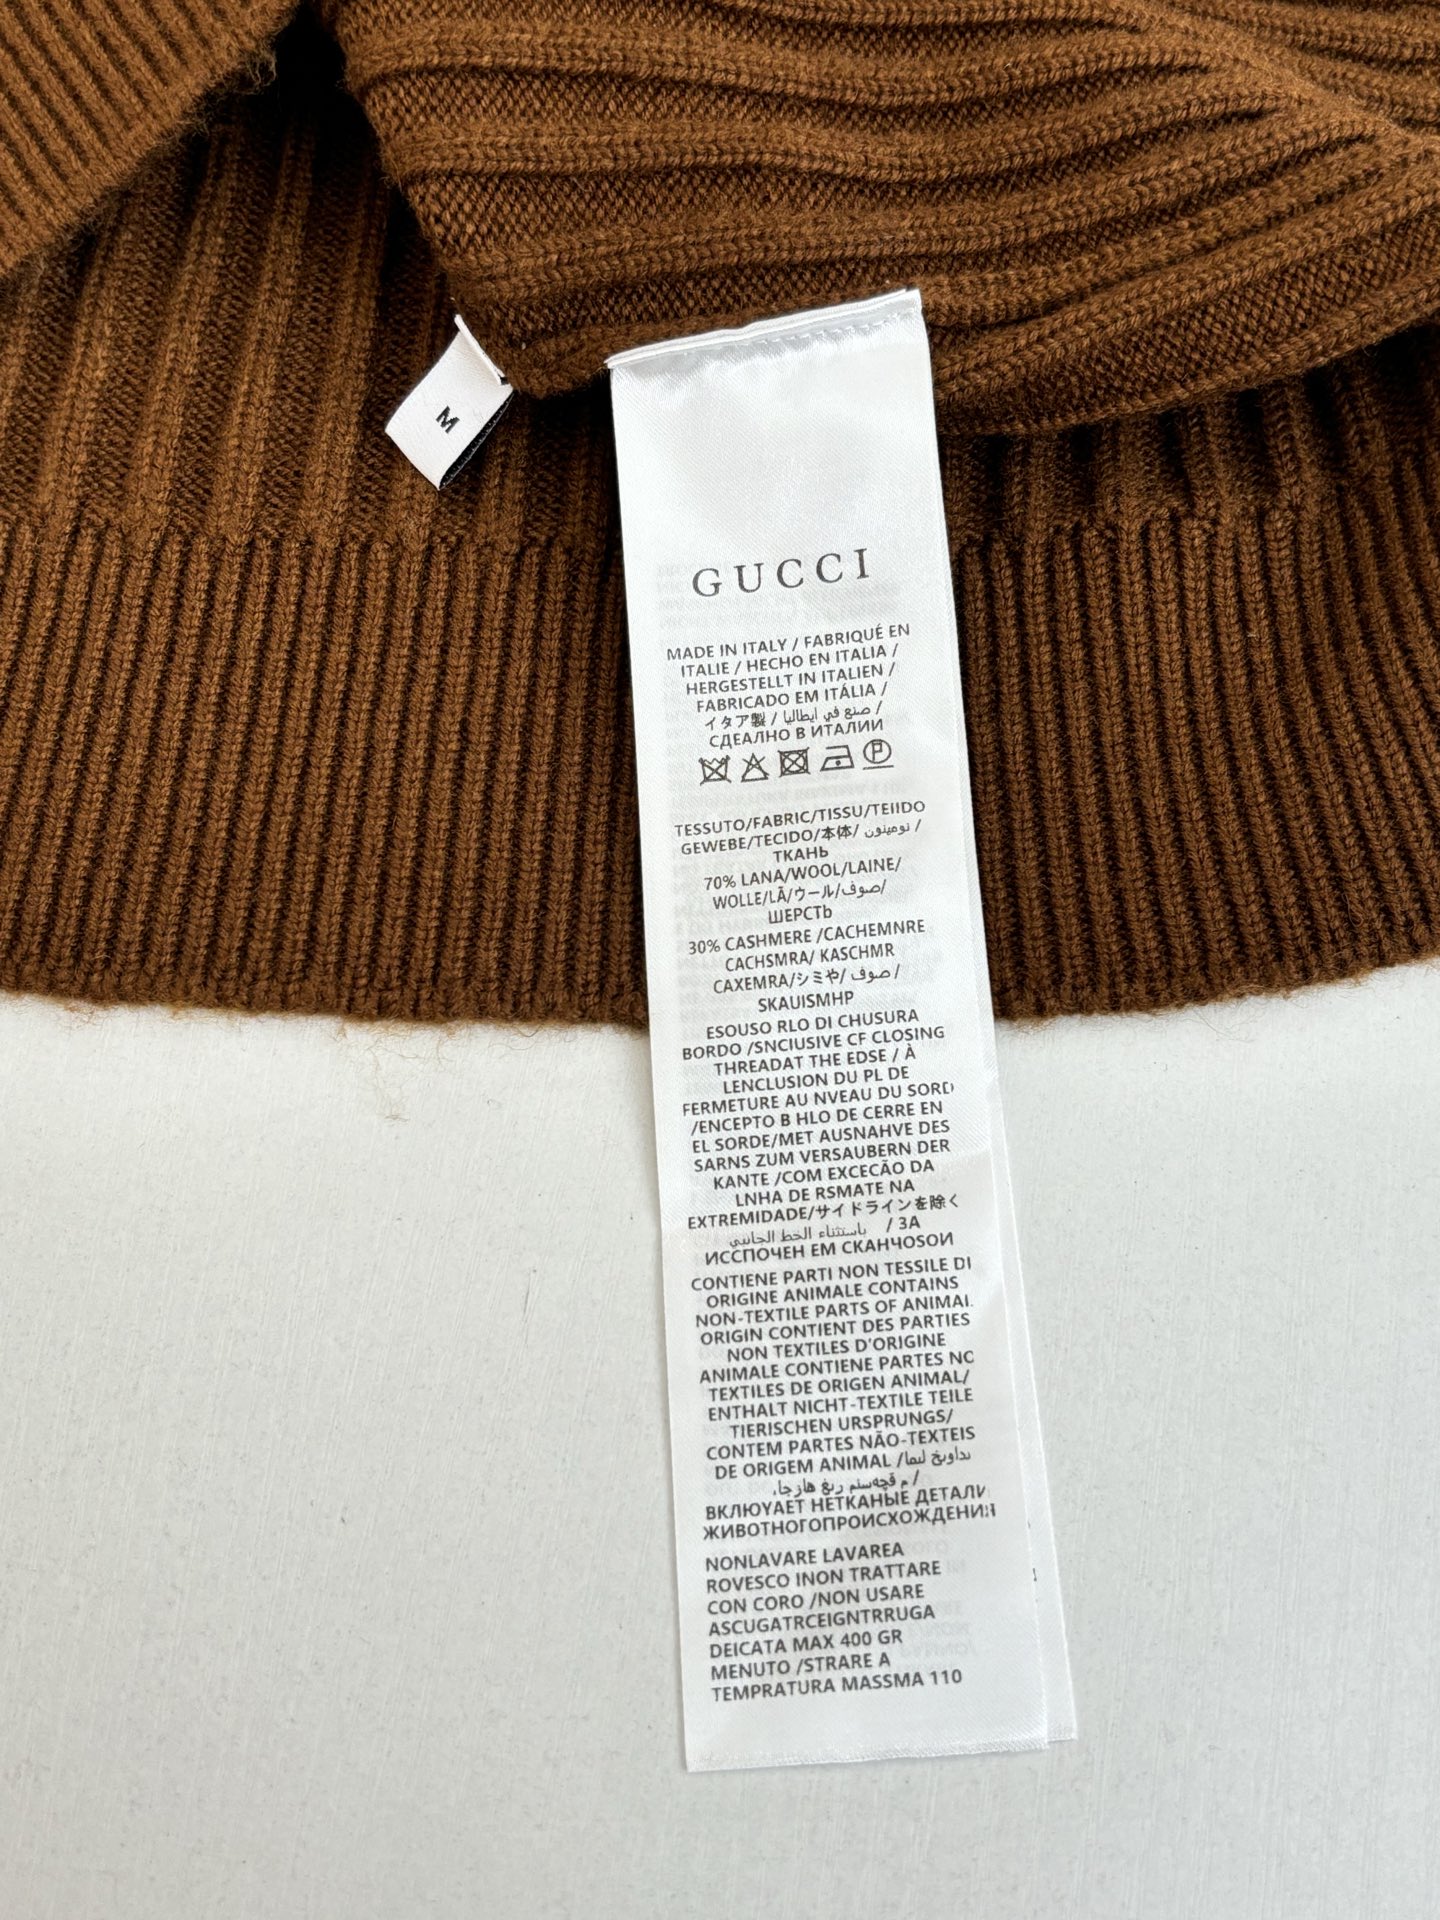 M
GUCCI
MADE IN ITALY / FABRIQUÉ EN
ITALIE / HECHO EN ITALIA /
HERGESTELLT IN ITALIEN /
FABRICADO EM ITÁLIA /
イタア製 / صنع في ايطاليا /
СДЕАЛНО В ИТАЛИИ
P
TESSUTO/FABRIC/TISSU/TEIIDO
GEWEBE/TECIDO/本体/ نومينون /
ТКАНЬ
70% LANA/WOOL/LAINE/
WOLLE/LÃ/ウール/صوف/
ШЕРСТЬ
30% CASHMERE /CACHEMNRE
CACHSMRA/ KASCHMR
CAXEMRA/シミや/ صوف /
SKAUISMHP
ESOUSO RLO DI CHUSURA
BORDO /SNCIUSIVE CF CLOSING
THREADAT THE EDSE / À
LENCLUSION DU PL DE
FERMETURE AU NVEAU DU SORD
/ENCEPTO B HLO DE CERRE EN
EL SORDE/MET AUSNAHVE DES
SARNS ZUM VERSAUBERN DER
KANTE /COM EXCECÃO DA
LNHA DE RSMATE NA
EXTREMIDADE/サイドラインを除く
باستثناء الخط الجانبي / 3A
ИССПОЧЕН ЕМ СКАНЧОSОИ
CONTIENE PARTI NON TESSILE DI
ORIGINE ANIMALE CONTAINS
NON-TEXTILE PARTS OF ANIMAL
ORIGIN CONTIENT DES PARTIES
NON TEXTILES D'ORIGINE
ANIMALE CONTIENE PARTES NC
TEXTILES DE ORIGEN ANIMAL/
ENTHALT NICHT-TEXTILE TEILE
TIERISCHEN URSPRUNGS/
CONTEM PARTES NÃO-TEXTEIS
DE ORIGEM ANIMAL /
/
ВКЛЮYАЕТ НЕТКАНЫЕ ДЕТАЛИ
ЖИВОТНОГОПРОИСХОЖДЕНИЯ
NONLAVARE LAVAREA
ROVESCO INON TRATTARE
CON CORO /NON USARE
ASCUGATRCEIGNTRRUGA
DEICATA MAX 400 GR
MENUTO /STRARE A
TEMPRATURA MASSMA 110